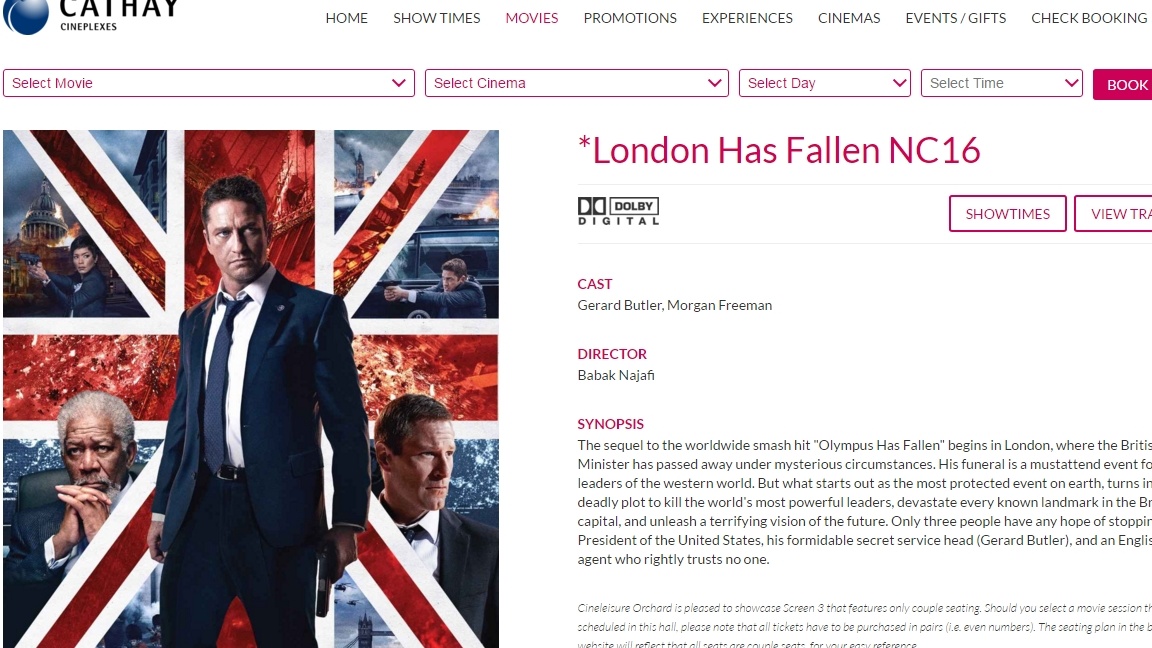 CATHAY
CINEPLEXES
HOME SHOW TIMES MOVIES PROMOTIONS EXPERIENCES CINEMAS EVENTS / GIFTS CHECK BOOKING
Select Movie Select Cinema Select Day Select Time BOOK
*London Has Fallen NC16
DOLBY
DIGITAL
SHOWTIMES VIEW TRA
CAST
Gerard Butler, Morgan Freeman
DIRECTOR
Babak Najafi
SYNOPSIS
The sequel to the worldwide smash hit "Olympus Has Fallen" begins in London, where the Britis
Minister has passed away under mysterious circumstances. His funeral is a mustattend event fo
leaders of the western world. But what starts out as the most protected event on earth, turns in
deadly plot to kill the world's most powerful leaders, devastate every known landmark in the Br
capital, and unleash a terrifying vision of the future. Only three people have any hope of stoppin
President of the United States, his formidable secret service head (Gerard Butler), and an Englis
agent who rightly trusts no one.
Cineleisure Orchard is pleased to showcase Screen 3 that features only couple seating. Should you select a movie session th
scheduled in this hall, please note that all tickets have to be purchased in pairs (i.e. even numbers). The seating plan in the b
website will reflect that all seats are couple seats, for your easy reference.